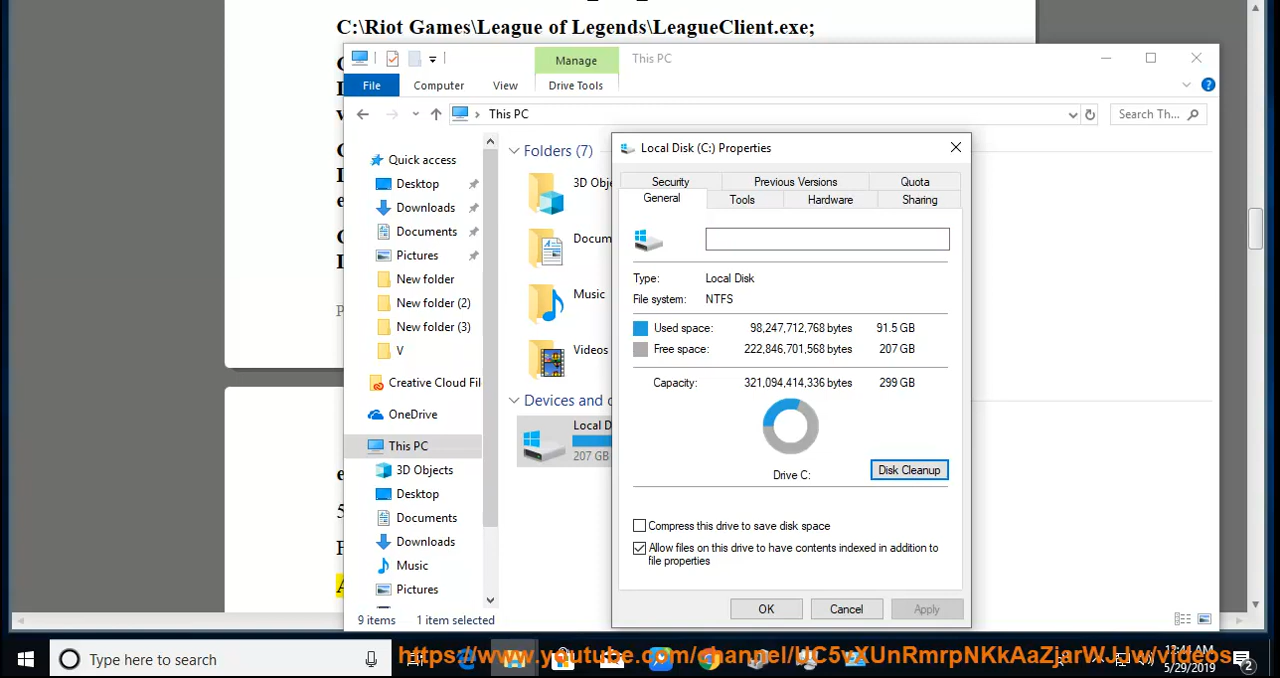 C:\Riot Games\League of Legends\LeagueClient.exe;
Manage
This PC
File
Computer
View
Drive Tools
This PC
Search Th...
Quick access
Desktop
Downloads
Documents
Pictures
New folder
New folder (2)
New folder (3)
V
Creative Cloud Fil
OneDrive
This PC
3D Objects
Desktop
Documents
Downloads
Music
Pictures
Folders (7)
3D Obje
Docum
Music
Videos
Devices and
Local D
207 GB
9 items
1 item selected
Local Disk (C:) Properties
Security
Previous Versions
Quota
General
Tools
Hardware
Sharing
Type: Local Disk
File system: NTFS
Used space: 98,247,712,768 bytes 91.5 GB
Free space: 222,846,701,568 bytes 207 GB
Capacity: 321,094,414,336 bytes 299 GB
Drive C:
Disk Cleanup
Compress this drive to save disk space
Allow files on this drive to have contents indexed in addition to
file properties
OK
Cancel
Apply
Type here to search
12:41 AM
5/29/2019
2